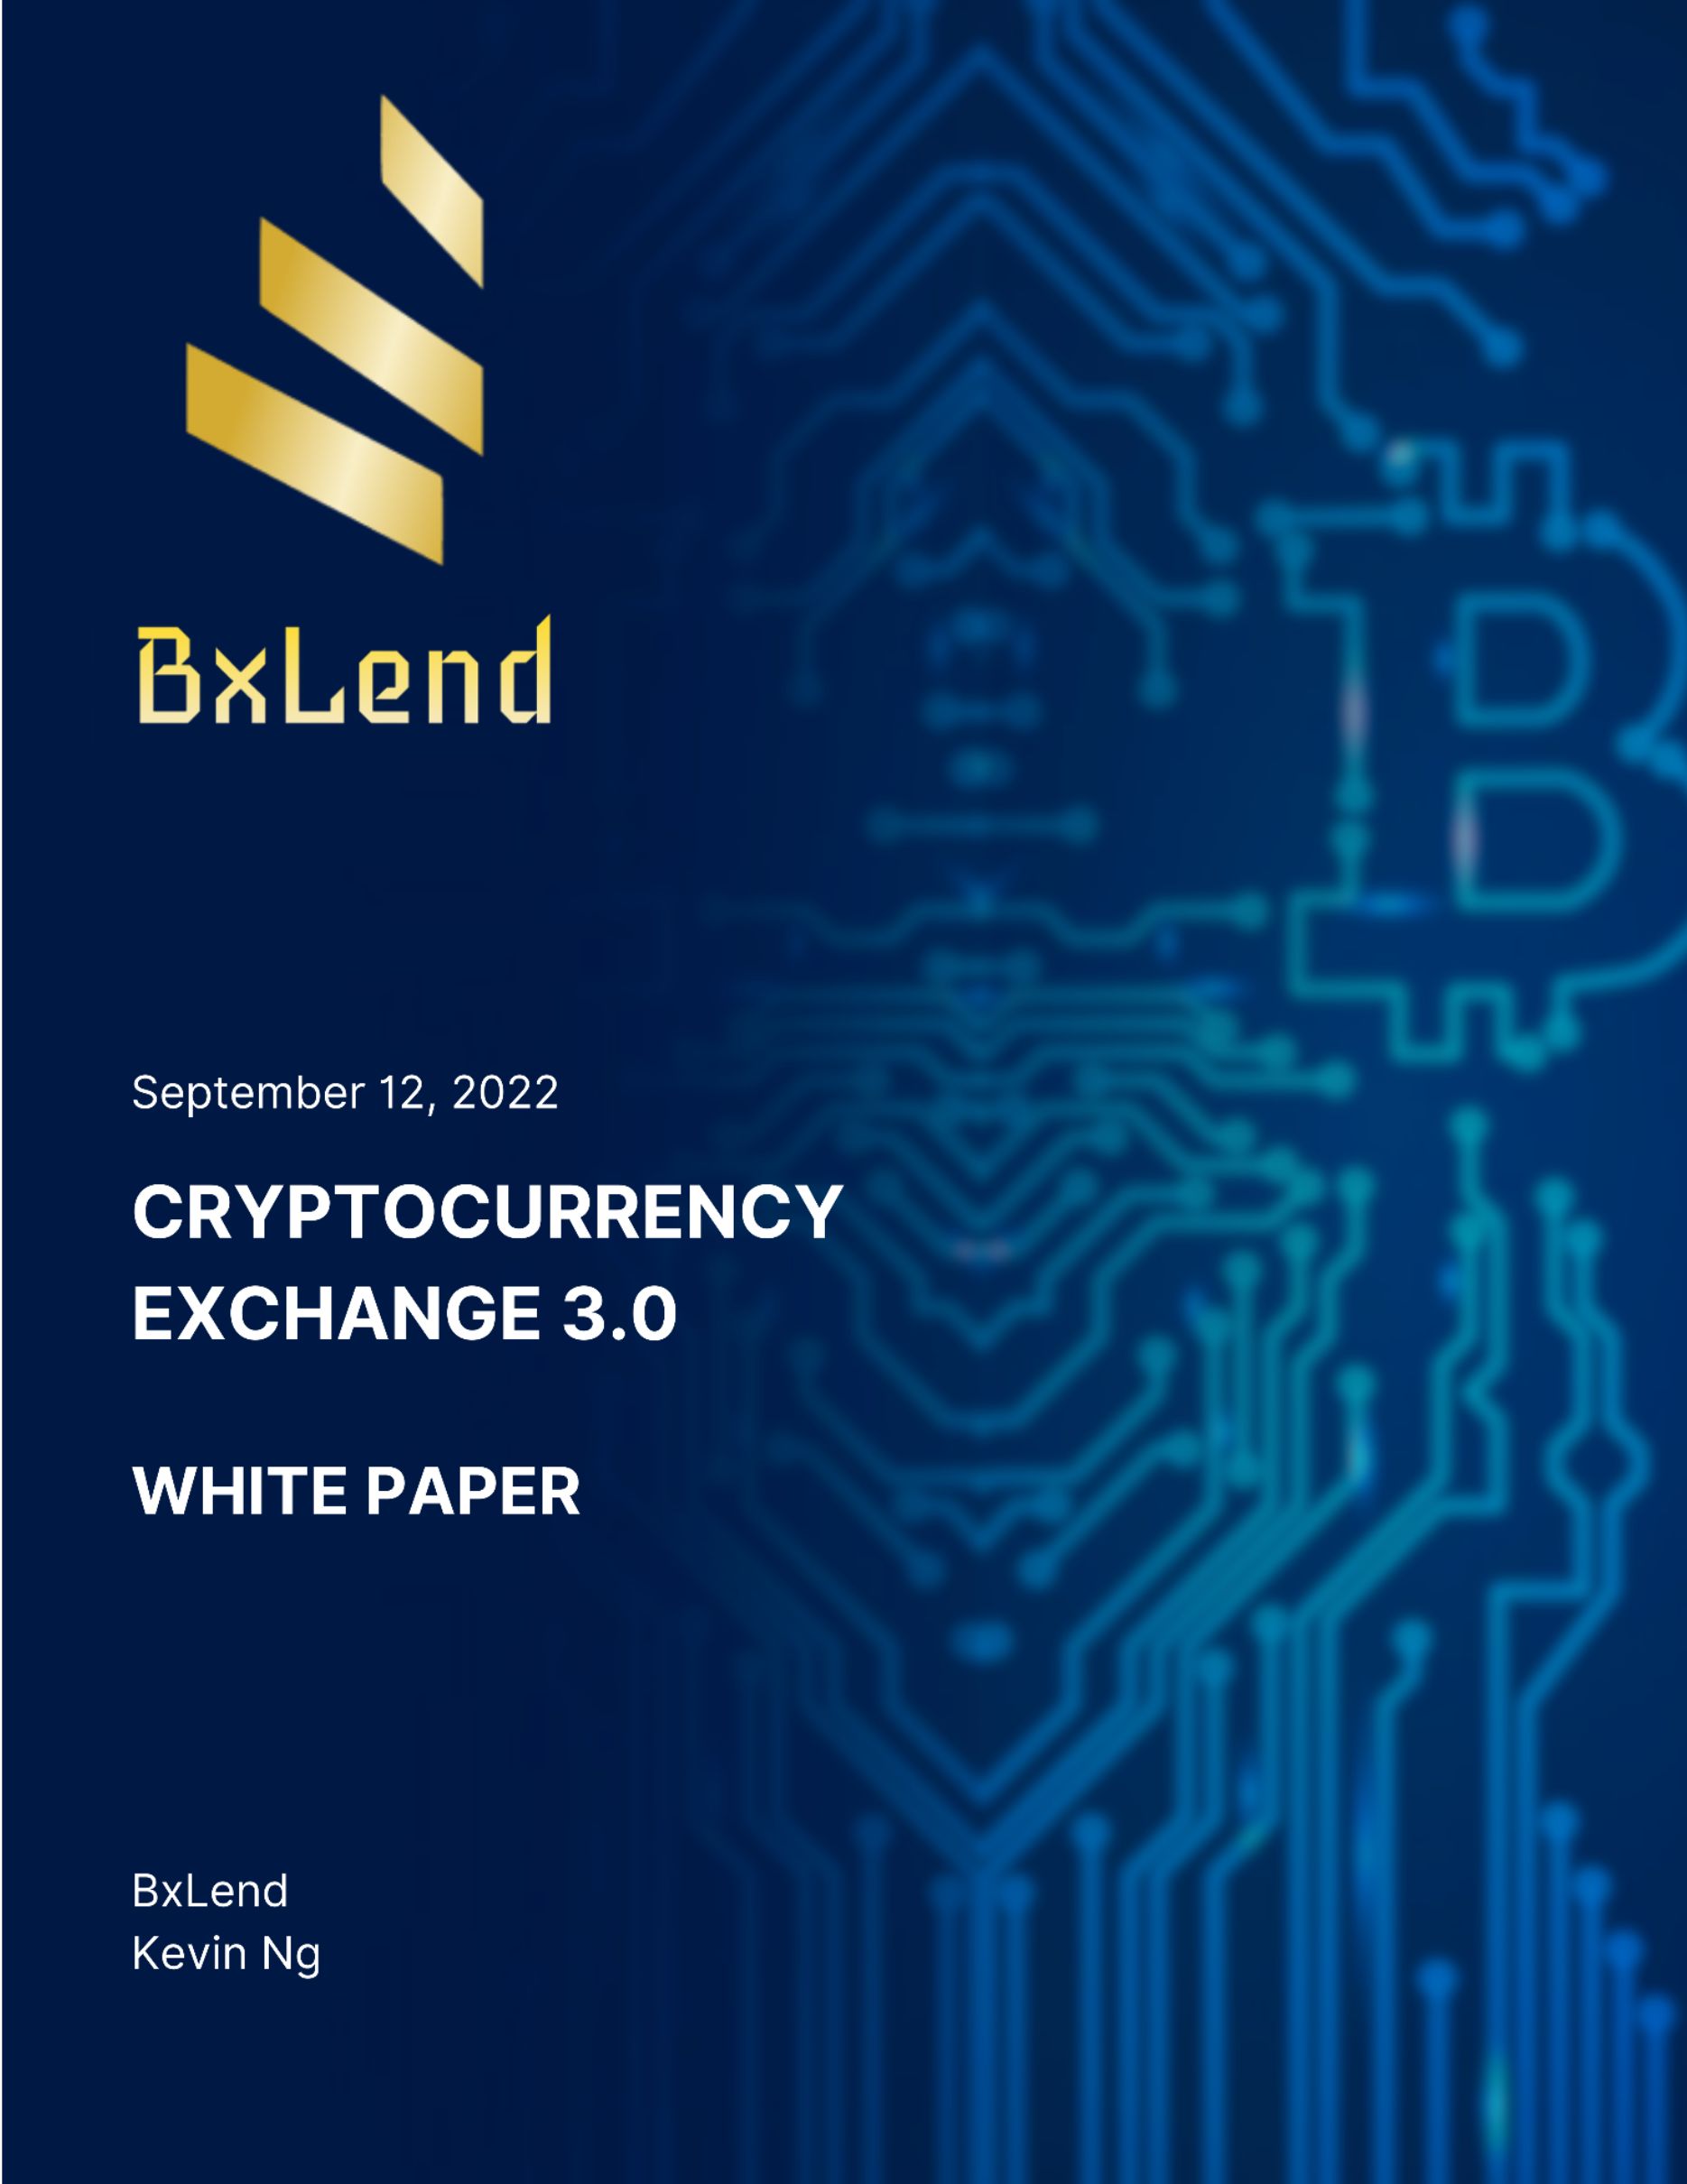 BxLend
September 12, 2022
CRYPTOCURRENCY
EXCHANGE 3.0
WHITE PAPER
BxLend
Kevin Ng